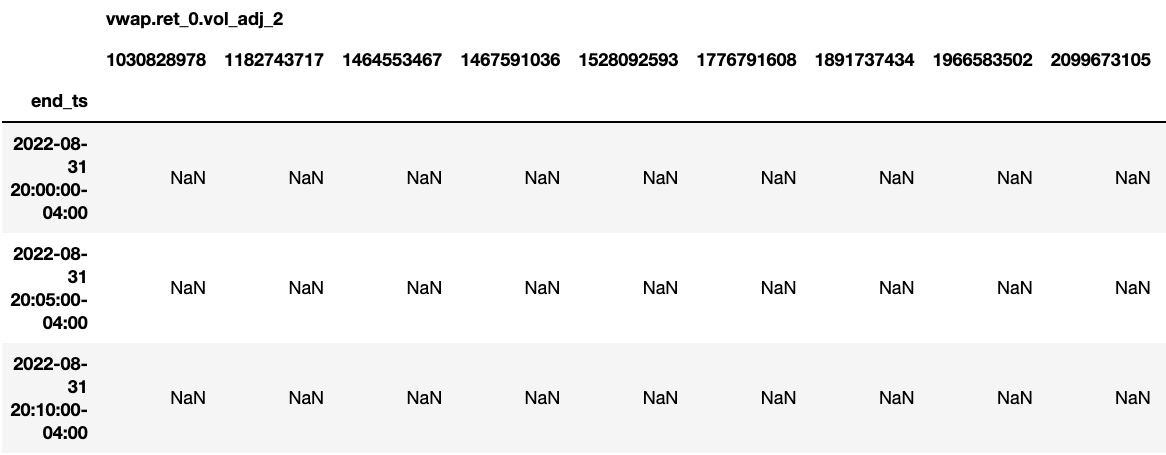 vwap.ret_0.vol_adj_2
1030828978 1182743717 1464553467 1467591036 1528092593 1776791608 1891737434 1966583502 2099673105
end_ts
2022-08-
31
20:00:00-
04:00
NaN NaN NaN NaN NaN NaN NaN NaN NaN
2022-08-
31
20:05:00-
04:00
NaN NaN NaN NaN NaN NaN NaN NaN NaN
2022-08-
31
20:10:00-
04:00
NaN NaN NaN NaN NaN NaN NaN NaN NaN